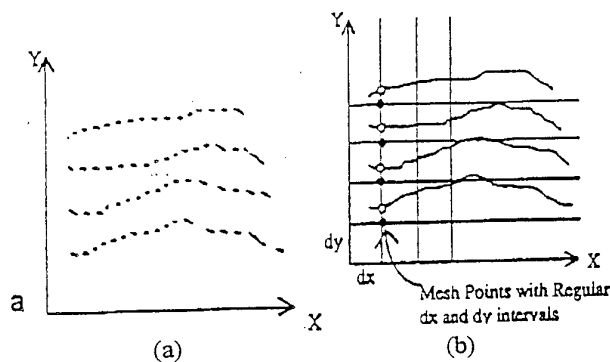 Y
a
X
(a)
Y
dy
dx
X
Mesh Points with Regular
dx and dy intervals
(b)